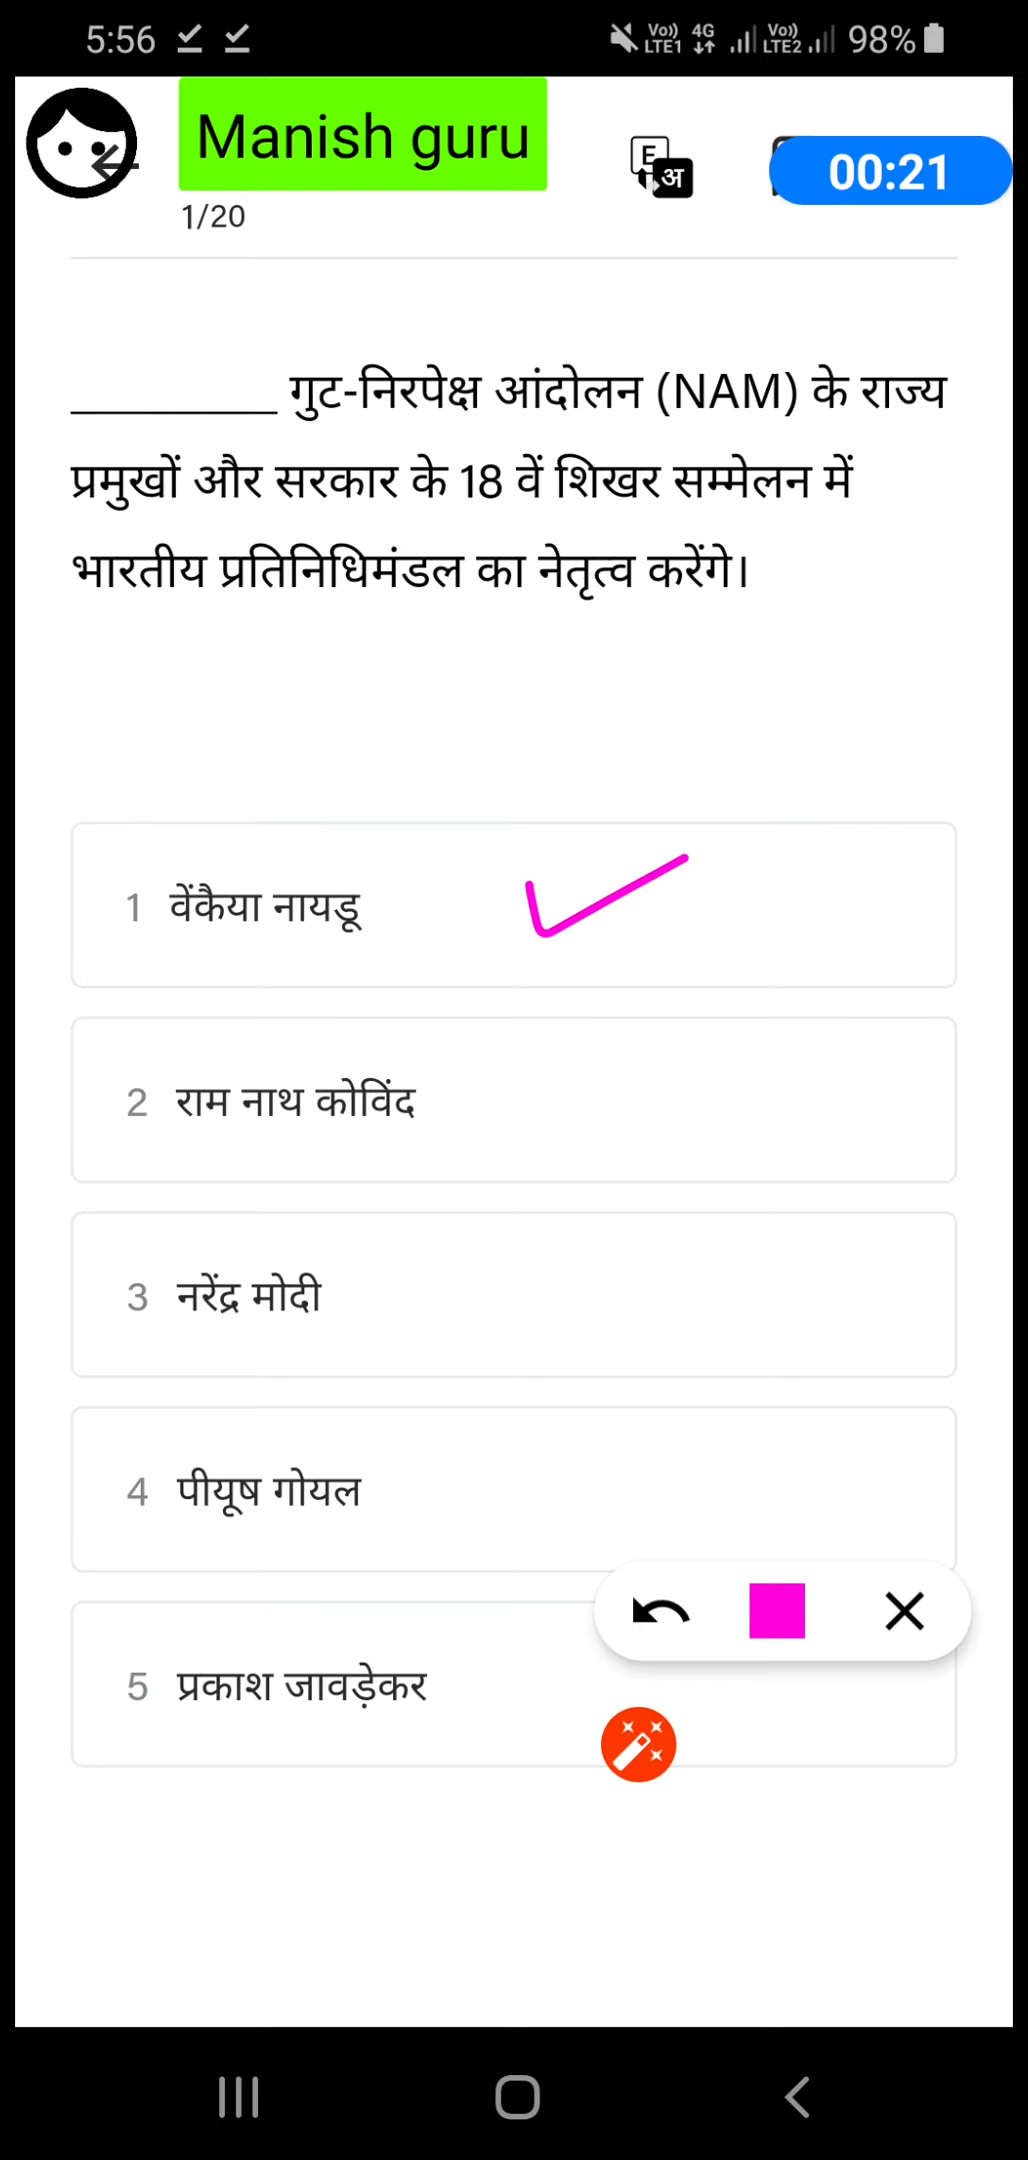 5:56
Vo)) LTE1 4G Vo)) LTE2 98%
Manish guru
E अ
00:21
1/20
_________ गुट-निरपेक्ष आंदोलन (NAM) के राज्य
प्रमुखों और सरकार के 18 वें शिखर सम्मेलन में
भारतीय प्रतिनिधिमंडल का नेतृत्व करेंगे।
1 वेंकैया नायडू
2 राम नाथ कोविंद
3 नरेंद्र मोदी
4 पीयूष गोयल
5 प्रकाश जावड़ेकर